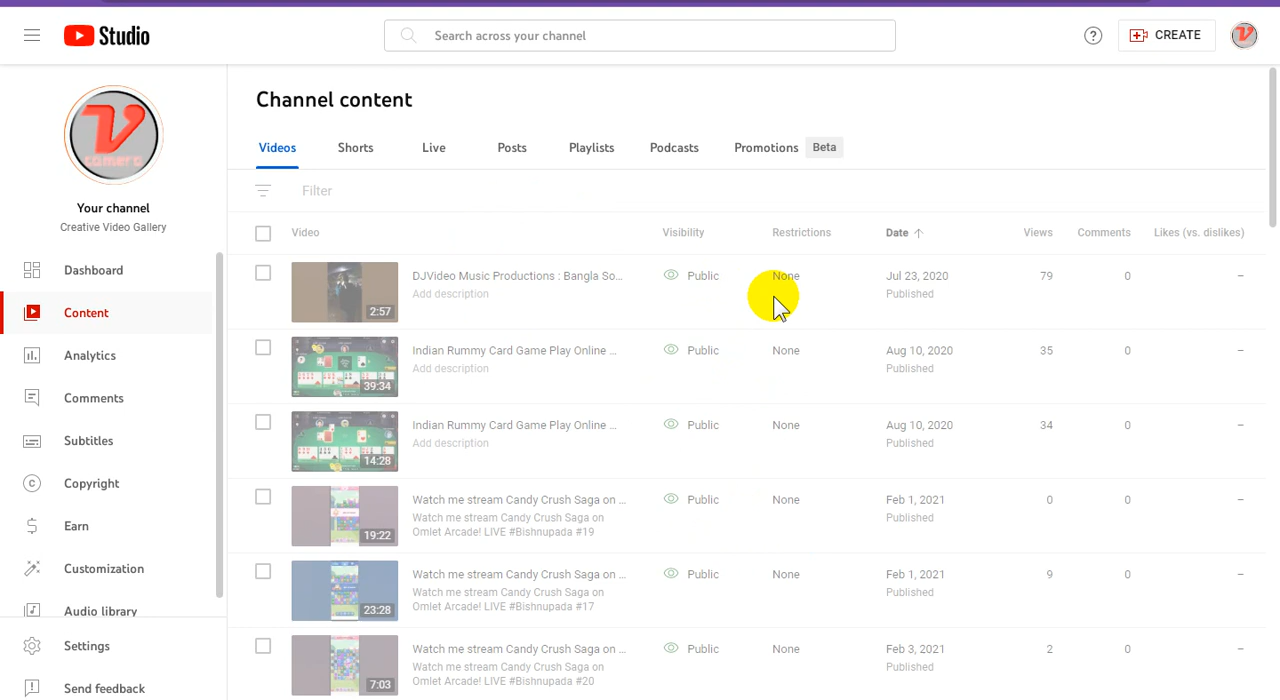 Studio
Search across your channel
?
CREATE
Your channel
Creative Video Gallery
Dashboard
Content
Analytics
Comments
Subtitles
Copyright
Earn
Customization
Audio library
Settings
Send feedback
Channel content
Videos Shorts Live Posts Playlists Podcasts Promotions Beta
Filter
Video Visibility Restrictions Date Views Comments Likes (vs. dislikes)
2:57 DJVideo Music Productions : Bangla So... Public None Jul 23, 2020 79 0 –
Add description Published
39:34 Indian Rummy Card Game Play Online ... Public None Aug 10, 2020 35 0 –
Add description Published
14:28 Indian Rummy Card Game Play Online ... Public None Aug 10, 2020 34 0 –
Add description Published
19:22 Watch me stream Candy Crush Saga on ... Public None Feb 1, 2021 0 0 –
Watch me stream Candy Crush Saga on Published
Omlet Arcade! LIVE #Bishnupada #19
23:28 Watch me stream Candy Crush Saga on ... Public None Feb 1, 2021 9 0 –
Watch me stream Candy Crush Saga on Published
Omlet Arcade! LIVE #Bishnupada #17
7:03 Watch me stream Candy Crush Saga on ... Public None Feb 3, 2021 2 0 –
Watch me stream Candy Crush Saga on Published
Omlet Arcade! LIVE #Bishnupada #20